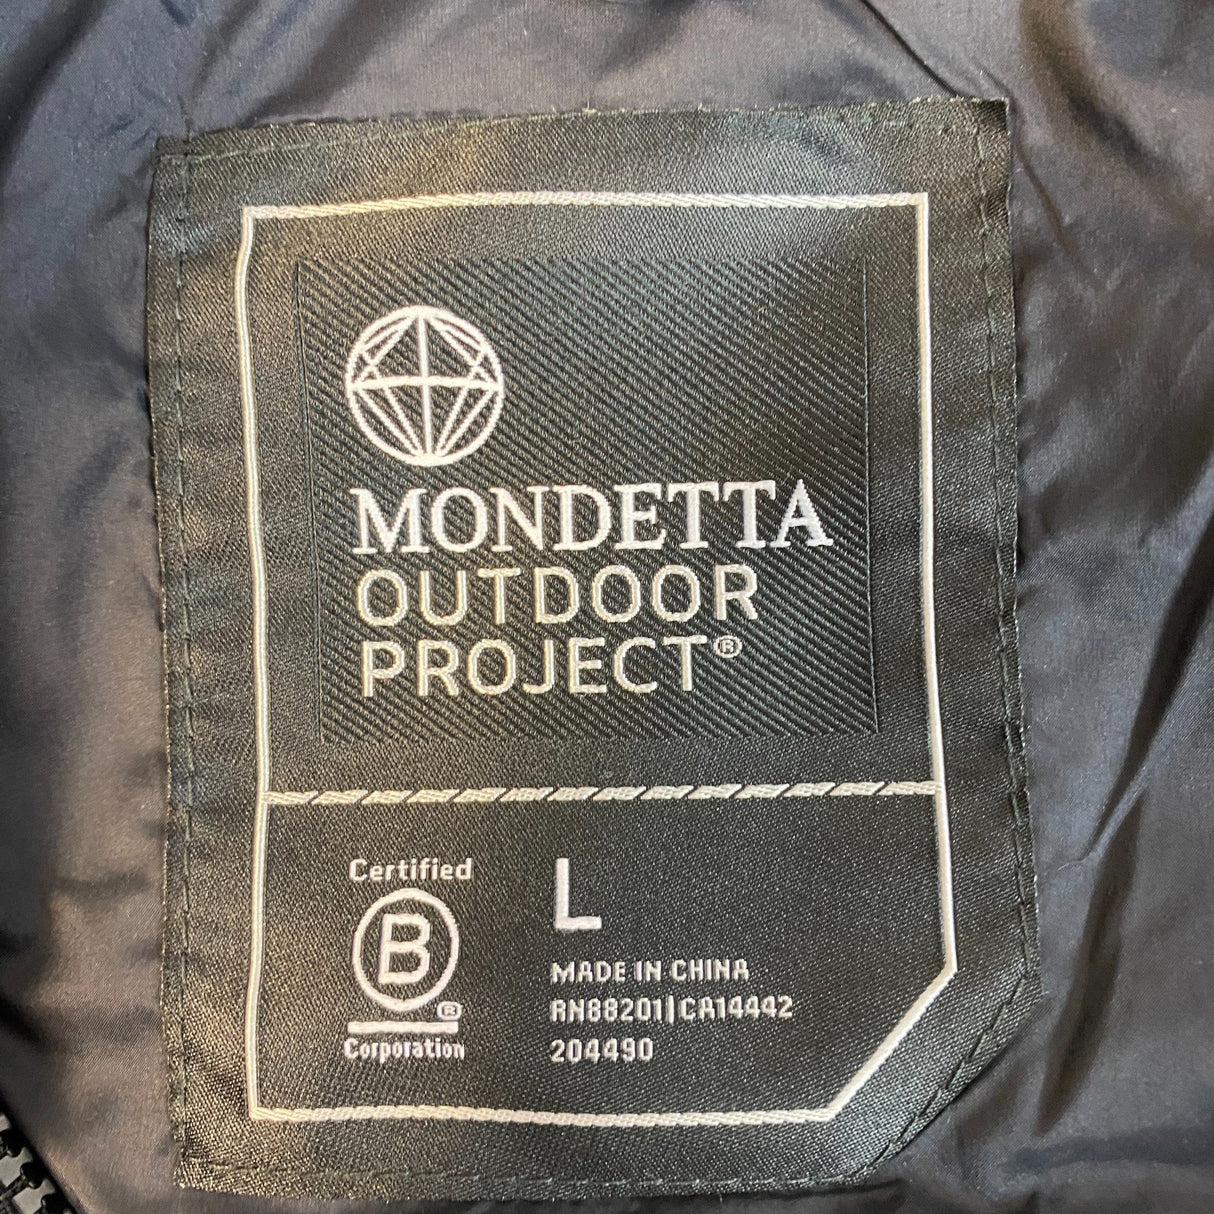 MONDETTA
OUTDOOR
PROJECT®
Certified
B
®
Corporation
L
MADE IN CHINA
RN88201|CA14442
204490